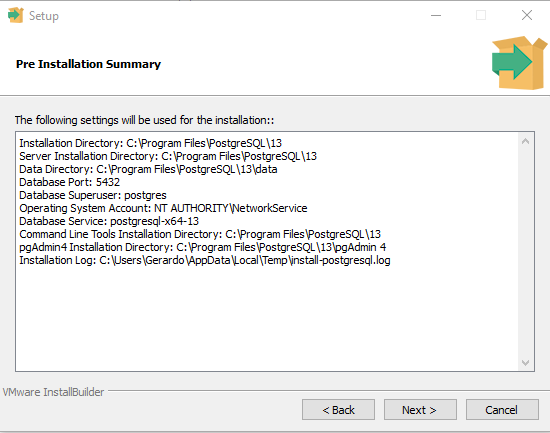 Setup
Pre Installation Summary
The following settings will be used for the installation::
Installation Directory: C:\Program Files\PostgreSQL\13
Server Installation Directory: C:\Program Files\PostgreSQL\13
Data Directory: C:\Program Files\PostgreSQL\13\data
Database Port: 5432
Database Superuser: postgres
Operating System Account: NT AUTHORITY\NetworkService
Database Service: postgresql-x64-13
Command Line Tools Installation Directory: C:\Program Files\PostgreSQL\13
pgAdmin4 Installation Directory: C:\Program Files\PostgreSQL\13\pgAdmin 4
Installation Log: C:\Users\Gerardo\AppData\Local\Temp\install-postgresql.log
VMware InstallBuilder
< Back
Next >
Cancel